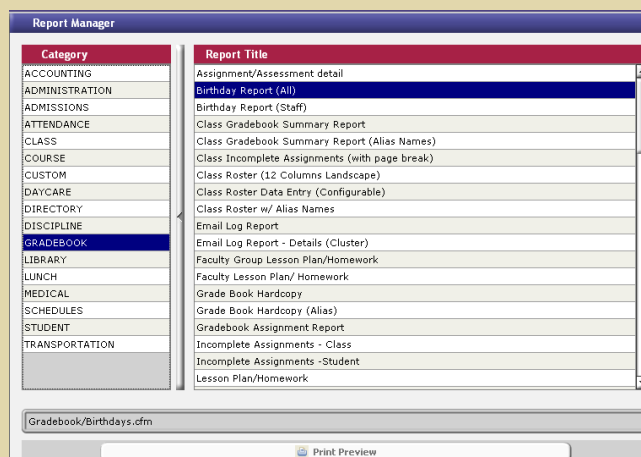 Report Manager
Category
ACCOUNTING
ADMINISTRATION
ADMISSIONS
ATTENDANCE
CLASS
COURSE
CUSTOM
DAYCARE
DIRECTORY
DISCIPLINE
GRADEBOOK
LIBRARY
LUNCH
MEDICAL
SCHEDULES
STUDENT
TRANSPORTATION
Report Title
Assignment/Assessment detail
Birthday Report (All)
Birthday Report (Staff)
Class Gradebook Summary Report
Class Gradebook Summary Report (Alias Names)
Class Incomplete Assignments (with page break)
Class Roster (12 Columns Landscape)
Class Roster Data Entry (Configurable)
Class Roster w/ Alias Names
Email Log Report
Email Log Report - Details (Cluster)
Faculty Group Lesson Plan/Homework
Faculty Lesson Plan/ Homework
Grade Book Hardcopy
Grade Book Hardcopy (Alias)
Gradebook Assignment Report
Incomplete Assignments - Class
Incomplete Assignments -Student
Lesson Plan/Homework
Gradebook/Birthdays.cfm
Print Preview